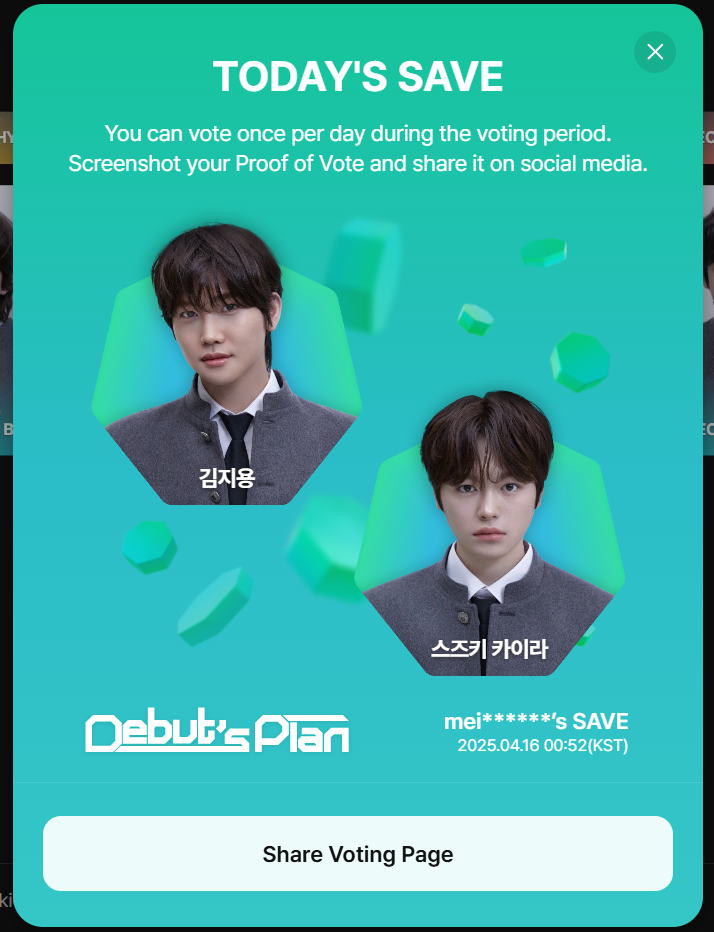 TODAY'S SAVE
You can vote once per day during the voting period.
Screenshot your Proof of Vote and share it on social media.
김지용
스즈키 카이라
Debut's Plan
mei******'s SAVE
2025.04.16 00:52(KST)
Share Voting Page